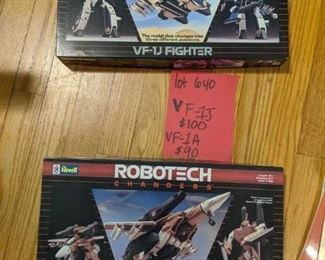 The model that changes into
three different positions.
VF-1J FIGHTER
lot 640
VF-1J
$100
VF-1A
$90
Revell
ROBOTECH
CHANGERS